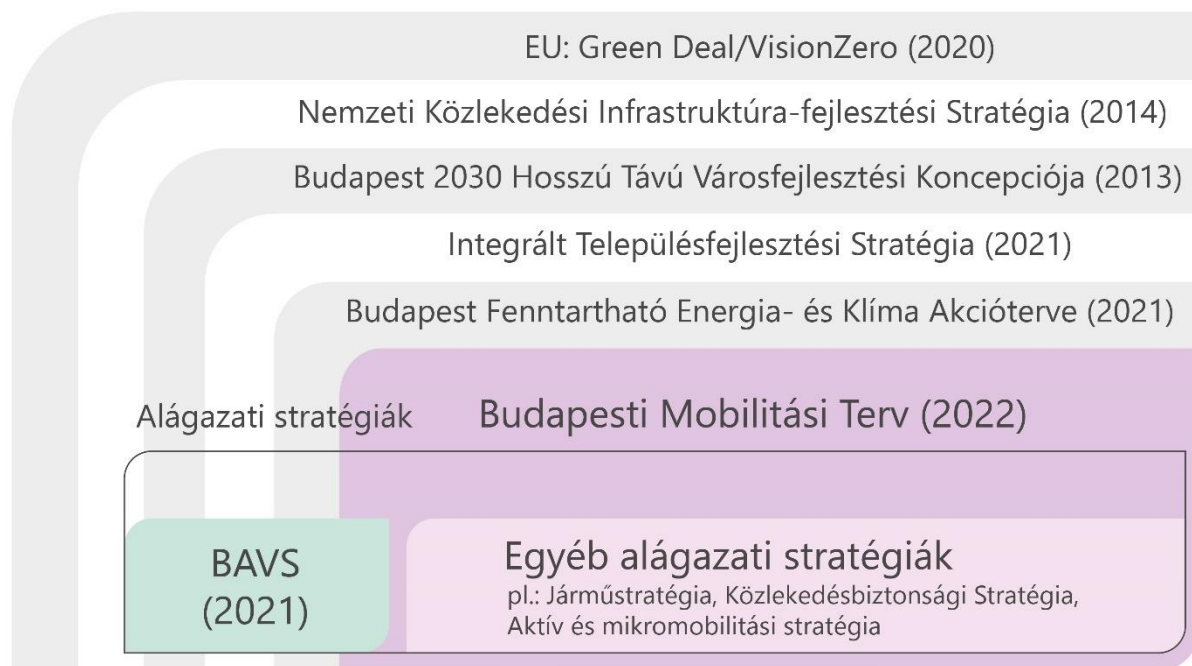 EU: Green Deal/VisionZero (2020)
Nemzeti Közlekedési Infrastruktúra-fejlesztési Stratégia (2014)
Budapest 2030 Hosszú Távú Városfejlesztési Koncepciója (2013)
Integrált Településfejlesztési Stratégia (2021)
Budapest Fenntartható Energia- és Klíma Akcióterve (2021)
Alágazati stratégiák
Budapesti Mobilitási Terv (2022)
BAVS
(2021)
Egyéb alágazati stratégiák
pl.: Járműstratégia, Közlekedésbiztonsági Stratégia,
Aktív és mikromobilitási stratégia